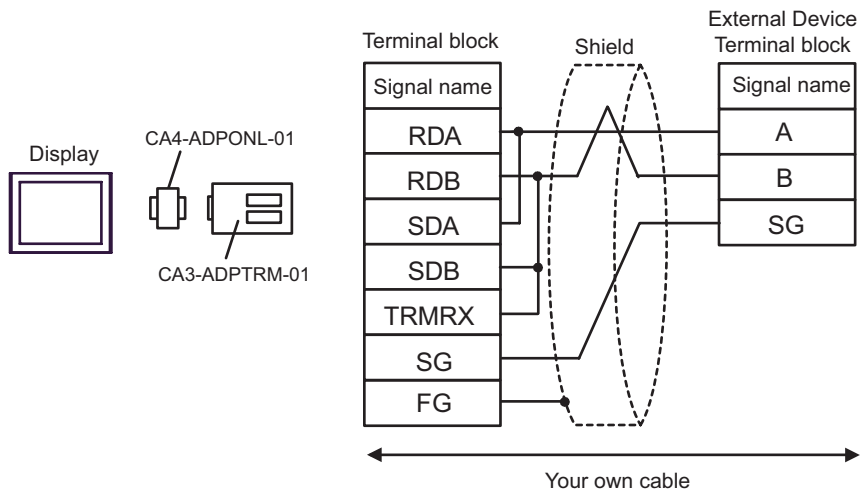 External Device
Terminal block
Terminal block
Shield
Signal name
Signal name
RDA
A
CA4-ADPONL-01
Display
RDB
B
SDA
SG
CA3-ADPTRM-01
SDB
TRMRX
SG
FG
Your own cable